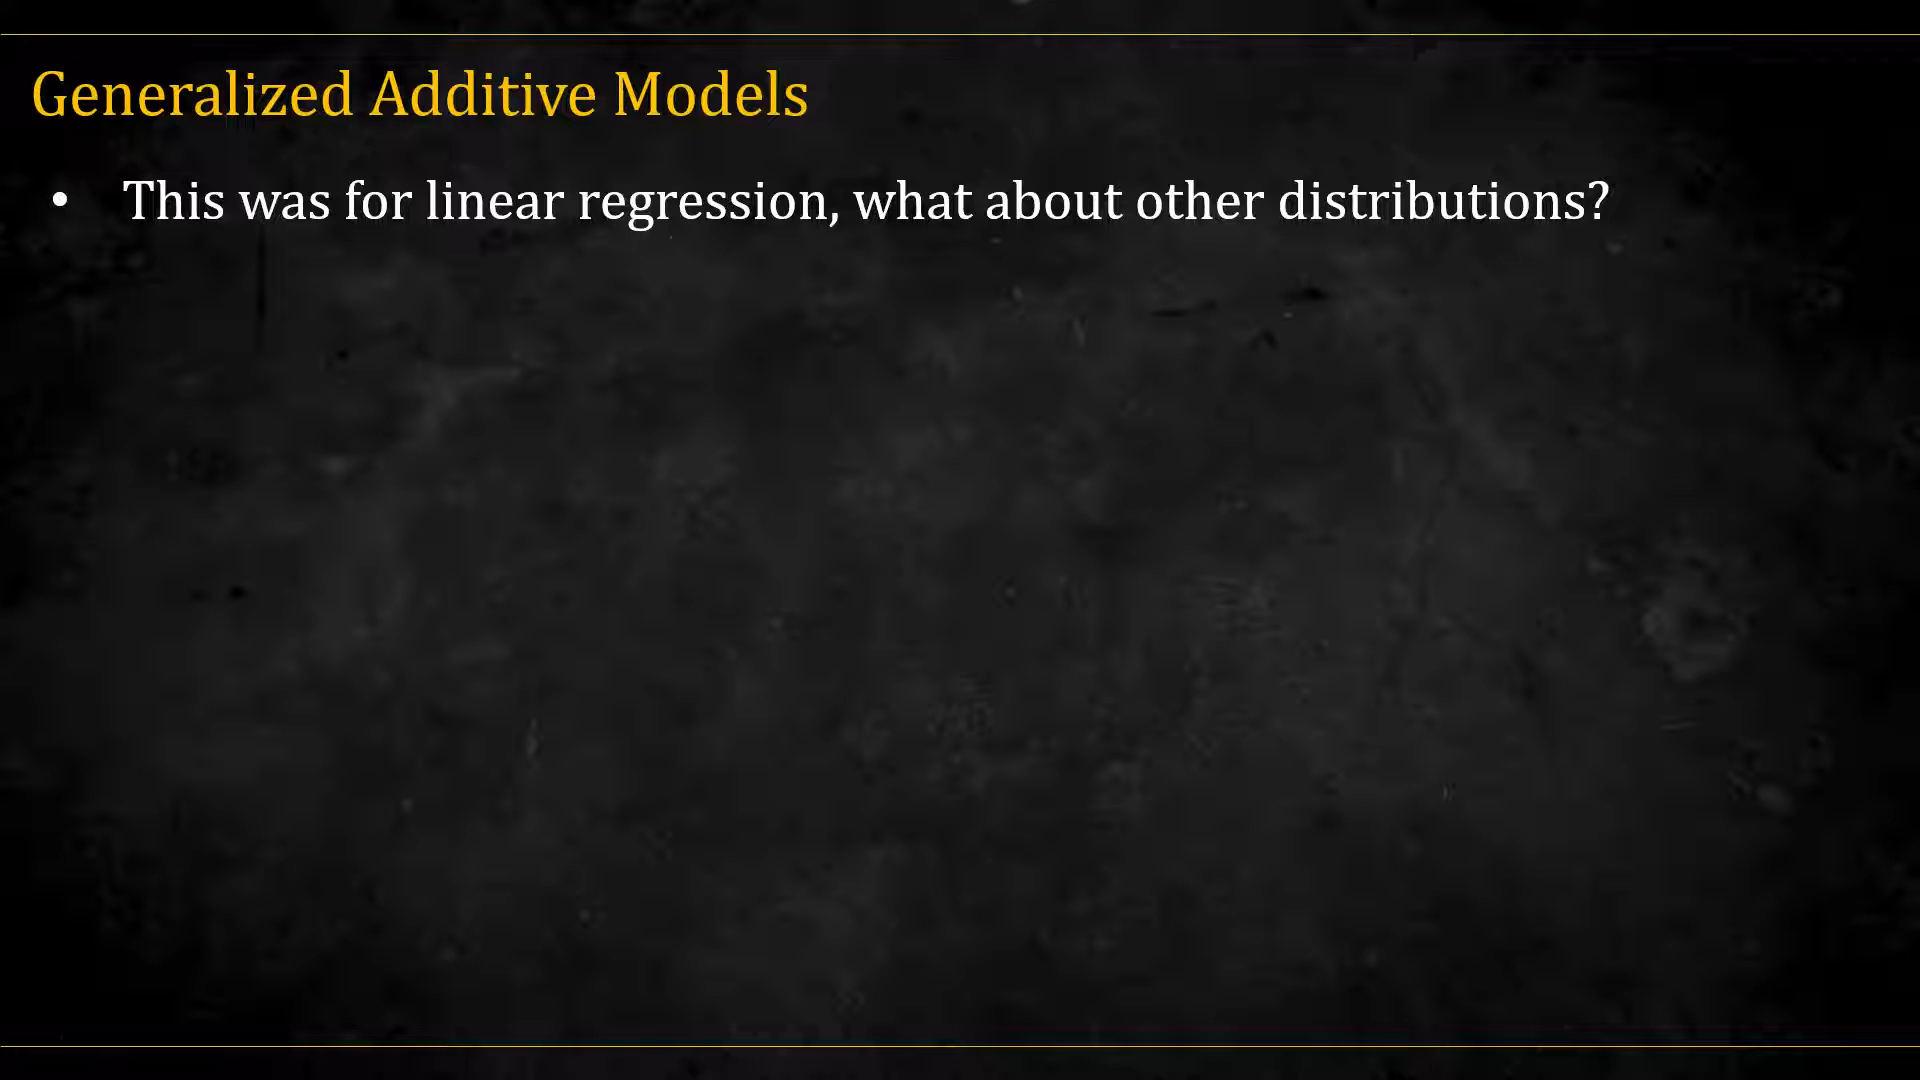 Generalized Additive Models
• This was for linear regression, what about other distributions?